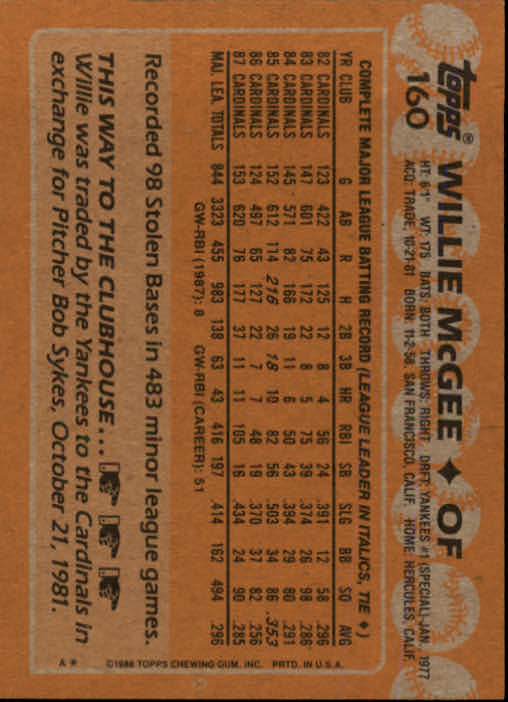 topps® WILLIE McGEE ♦ OF
160 HT: 6'1" WT: 175 BATS: BOTH THROWS: RIGHT DRFT: YANKEES #1 (SPECIAL)-JAN., 1977
ACQ: TRADE, 10-21-81 BORN: 11-2-58, SAN FRANCISCO, CALIF. HOME: HERCULES, CALIF.
COMPLETE MAJOR LEAGUE BATTING RECORD (LEAGUE LEADER IN ITALICS, TIE ♦)
YR CLUB G AB R H 2B 3B HR RBI SB SLG BB SO AVG
82 CARDINALS 123 422 43 125 12 8 4 56 24 .391 12 58 .296
83 CARDINALS 147 601 75 172 22 8 5 75 39 .374 26 98 .286
84 CARDINALS 145 571 82 166 19 11 6 50 43 .394 29 80 .291
85 CARDINALS 152 612 114 216 26 18 10 82 56 .503 34 86 .353
86 CARDINALS 124 497 65 127 22 7 7 48 19 .370 37 82 .256
87 CARDINALS 153 620 76 177 37 11 11 105 16 .434 24 90 .285
MAJ. LEA. TOTALS 844 3323 455 983 138 63 43 416 197 .414 162 494 .296
GW-RBI (1987): 8 GW-RBI (CAREER): 51
Recorded 98 Stolen Bases in 483 minor league games.
THIS WAY TO THE CLUBHOUSE...
Willie was traded by the Yankees to the Cardinals in
exchange for Pitcher Bob Sykes, October 21, 1981.
©1988 TOPPS CHEWING GUM, INC. PRTD. IN U.S.A. A*